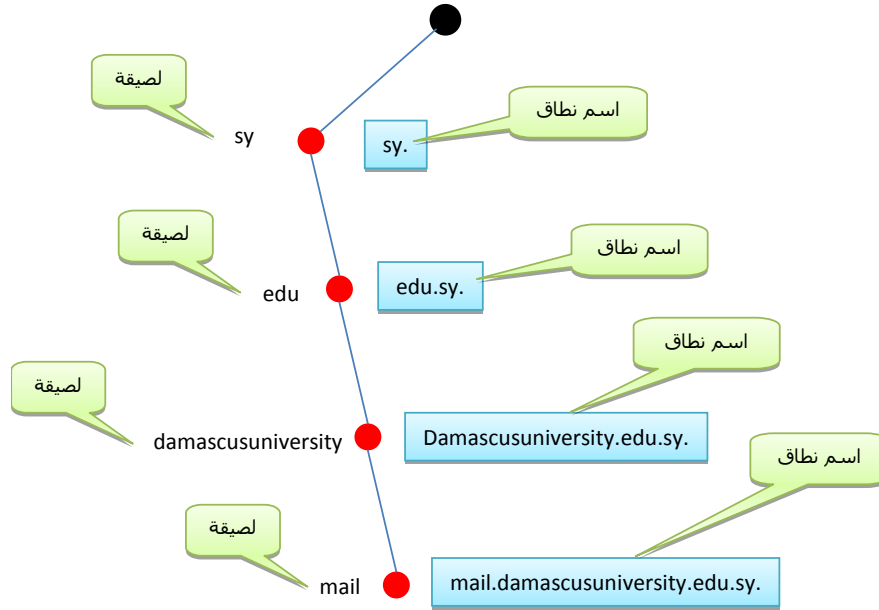 لصيقة
اسم نطاق
sy
sy.
لصيقة
اسم نطاق
edu
edu.sy.
لصيقة
اسم نطاق
damascusuniversity
Damascusuniversity.edu.sy.
لصيقة
اسم نطاق
mail
mail.damascusuniversity.edu.sy.